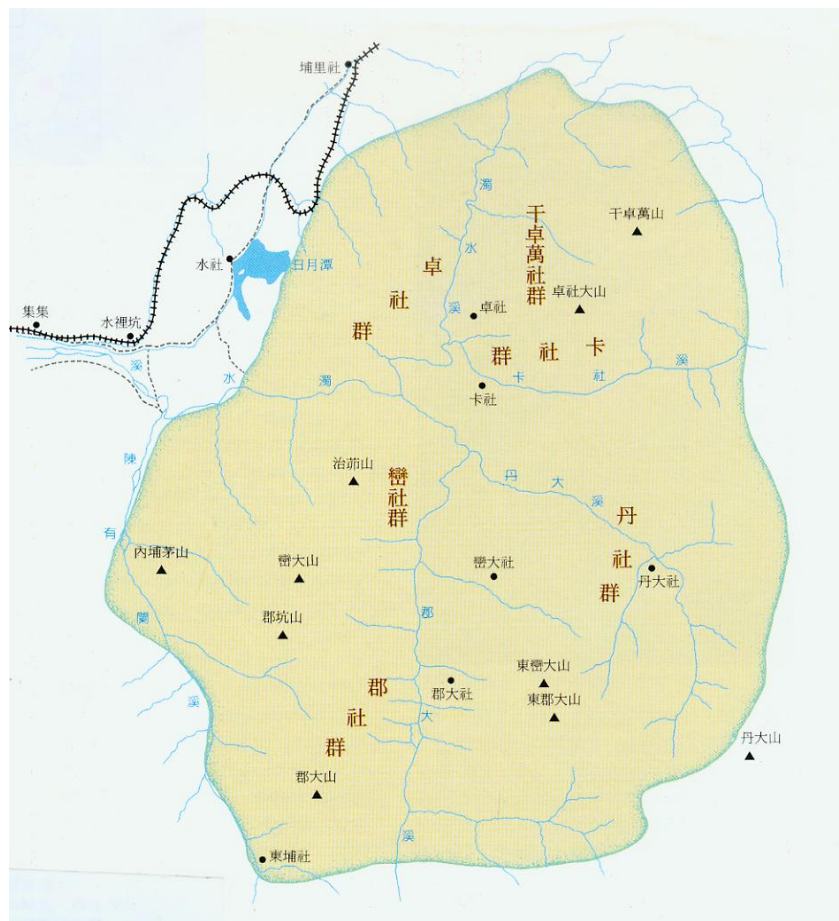 埔里社
濁水溪
干卓萬社群
干卓萬山
水社
日月潭
卓社群
卓社大山
卓社
集集
水裡坑
卡社群
卡社溪
卡社
濁水溪
陳有蘭溪
治茆山
巒社群
丹大溪
丹社群
內埔茅山
巒大山
巒大社
丹大社
郡坑山
郡大溪
東巒大山
郡大社
東郡大山
郡社群
丹大山
郡大山
東埔社